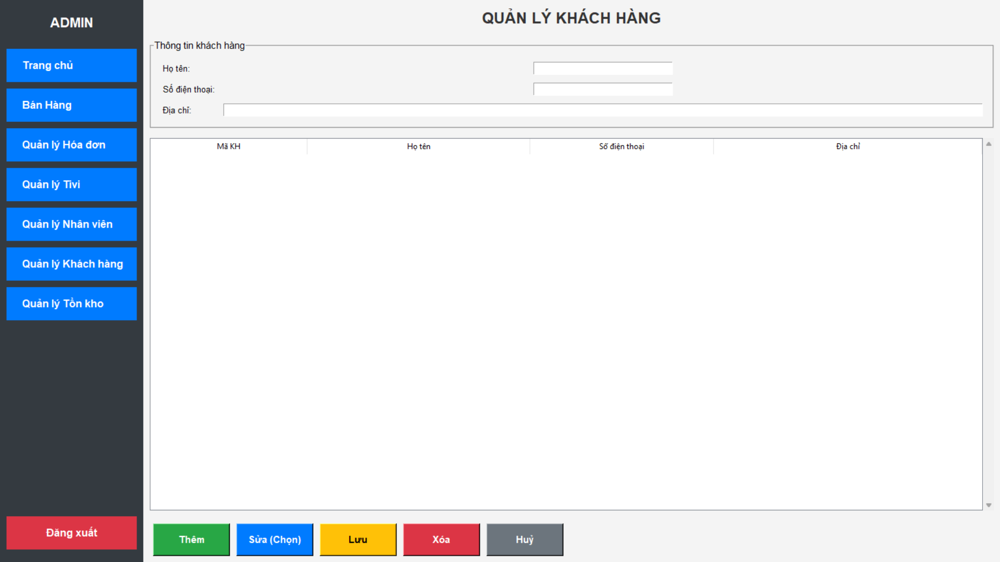 ADMIN
Trang chủ
Bán Hàng
Quản lý Hóa đơn
Quản lý Tivi
Quản lý Nhân viên
Quản lý Khách hàng
Quản lý Tồn kho
Đăng xuất
QUẢN LÝ KHÁCH HÀNG
Thông tin khách hàng
Họ tên:
Số điện thoại:
Địa chỉ:
Mã KH Họ tên Số điện thoại Địa chỉ
Thêm Sửa (Chọn) Lưu Xóa Huỷ